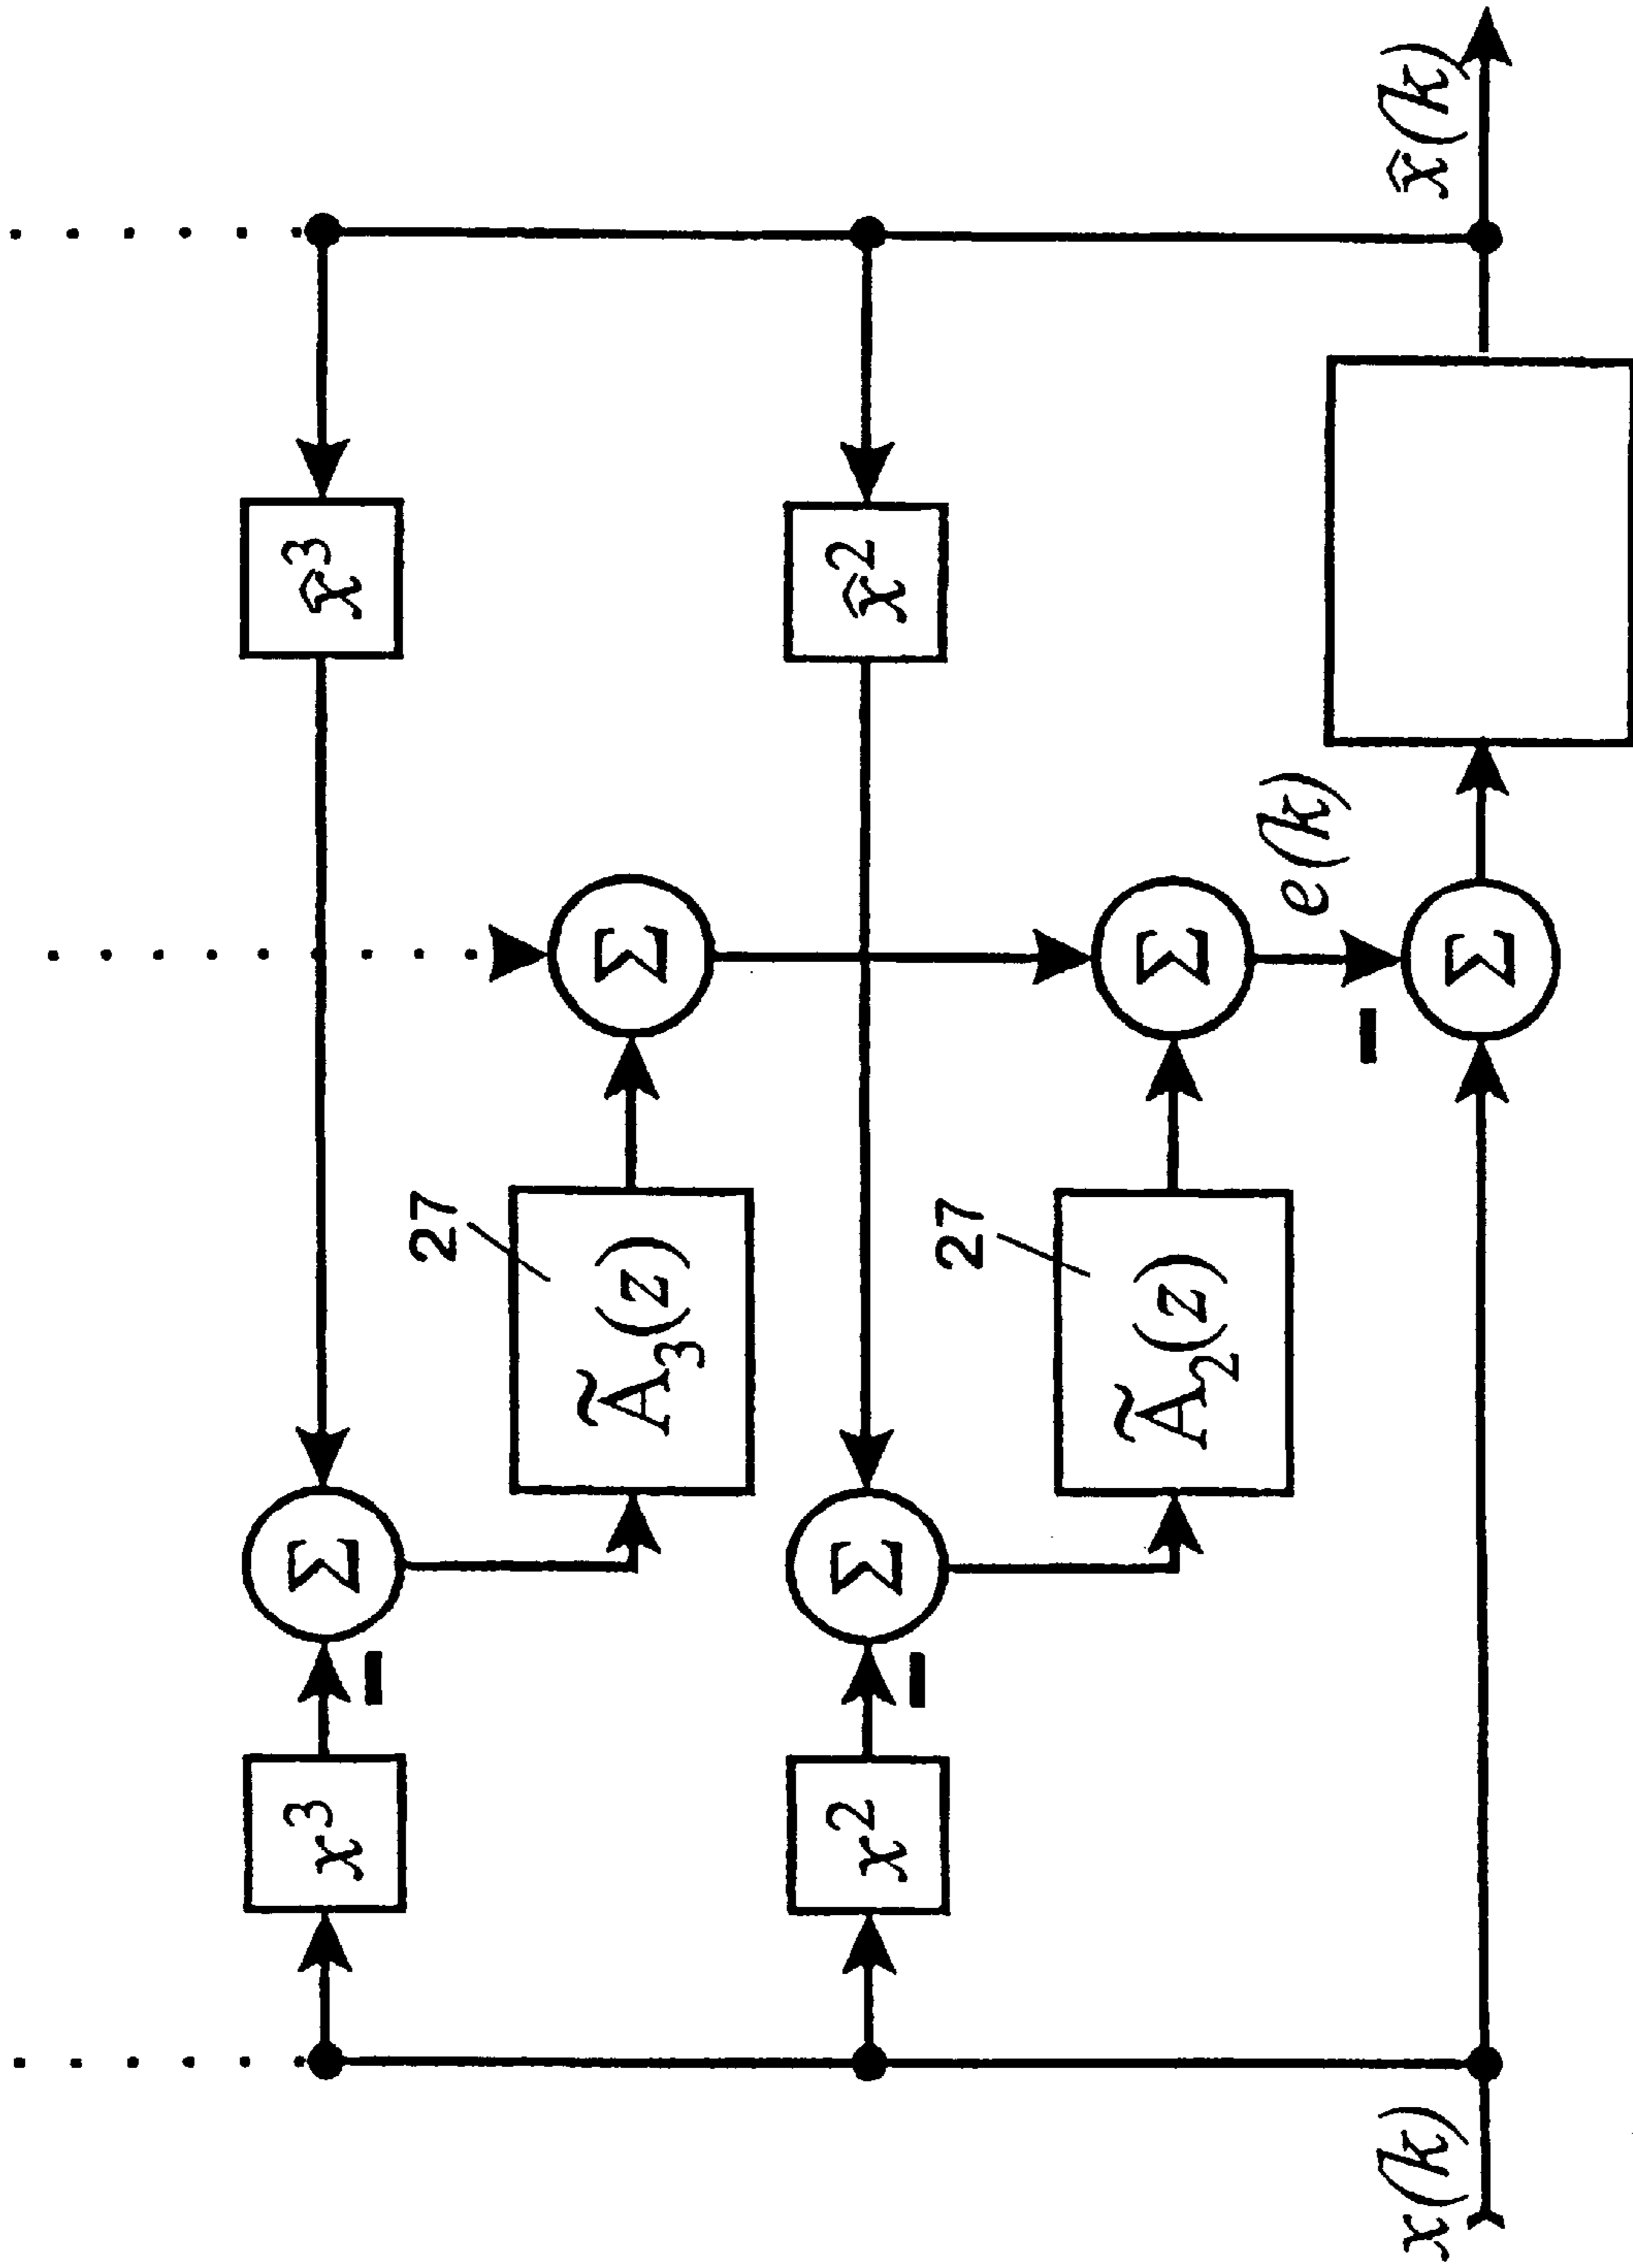 x̂³
x̂²
x̂(k)
Σ
Σ
e(k)
Σ
27
Ã₃(z)
27
Ã₂(z)
Σ
−
Σ
−
−
x³
x²
x(k)